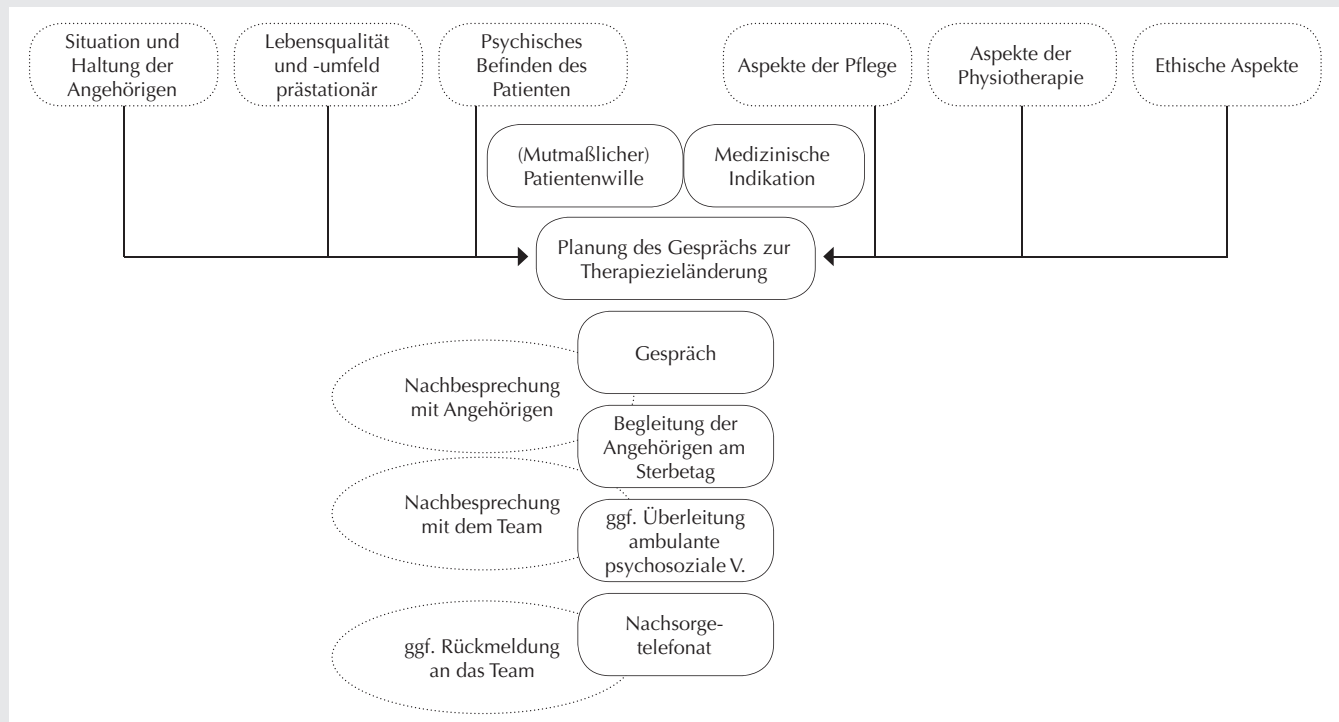 Situation und
Haltung der
Angehörigen
Lebensqualität
und -umfeld
prästationär
Psychisches
Befinden des
Patienten
Aspekte der Pflege
Aspekte der
Physiotherapie
Ethische Aspekte
(Mutmaßlicher)
Patientenwille
Medizinische
Indikation
Planung des Gesprächs zur
Therapiezieländerung
Gespräch
Nachbesprechung
mit Angehörigen
Begleitung der
Angehörigen am
Sterbetag
Nachbesprechung
mit dem Team
ggf. Überleitung
ambulante
psychosoziale V.
Nachsorge-
telefonat
ggf. Rückmeldung
an das Team